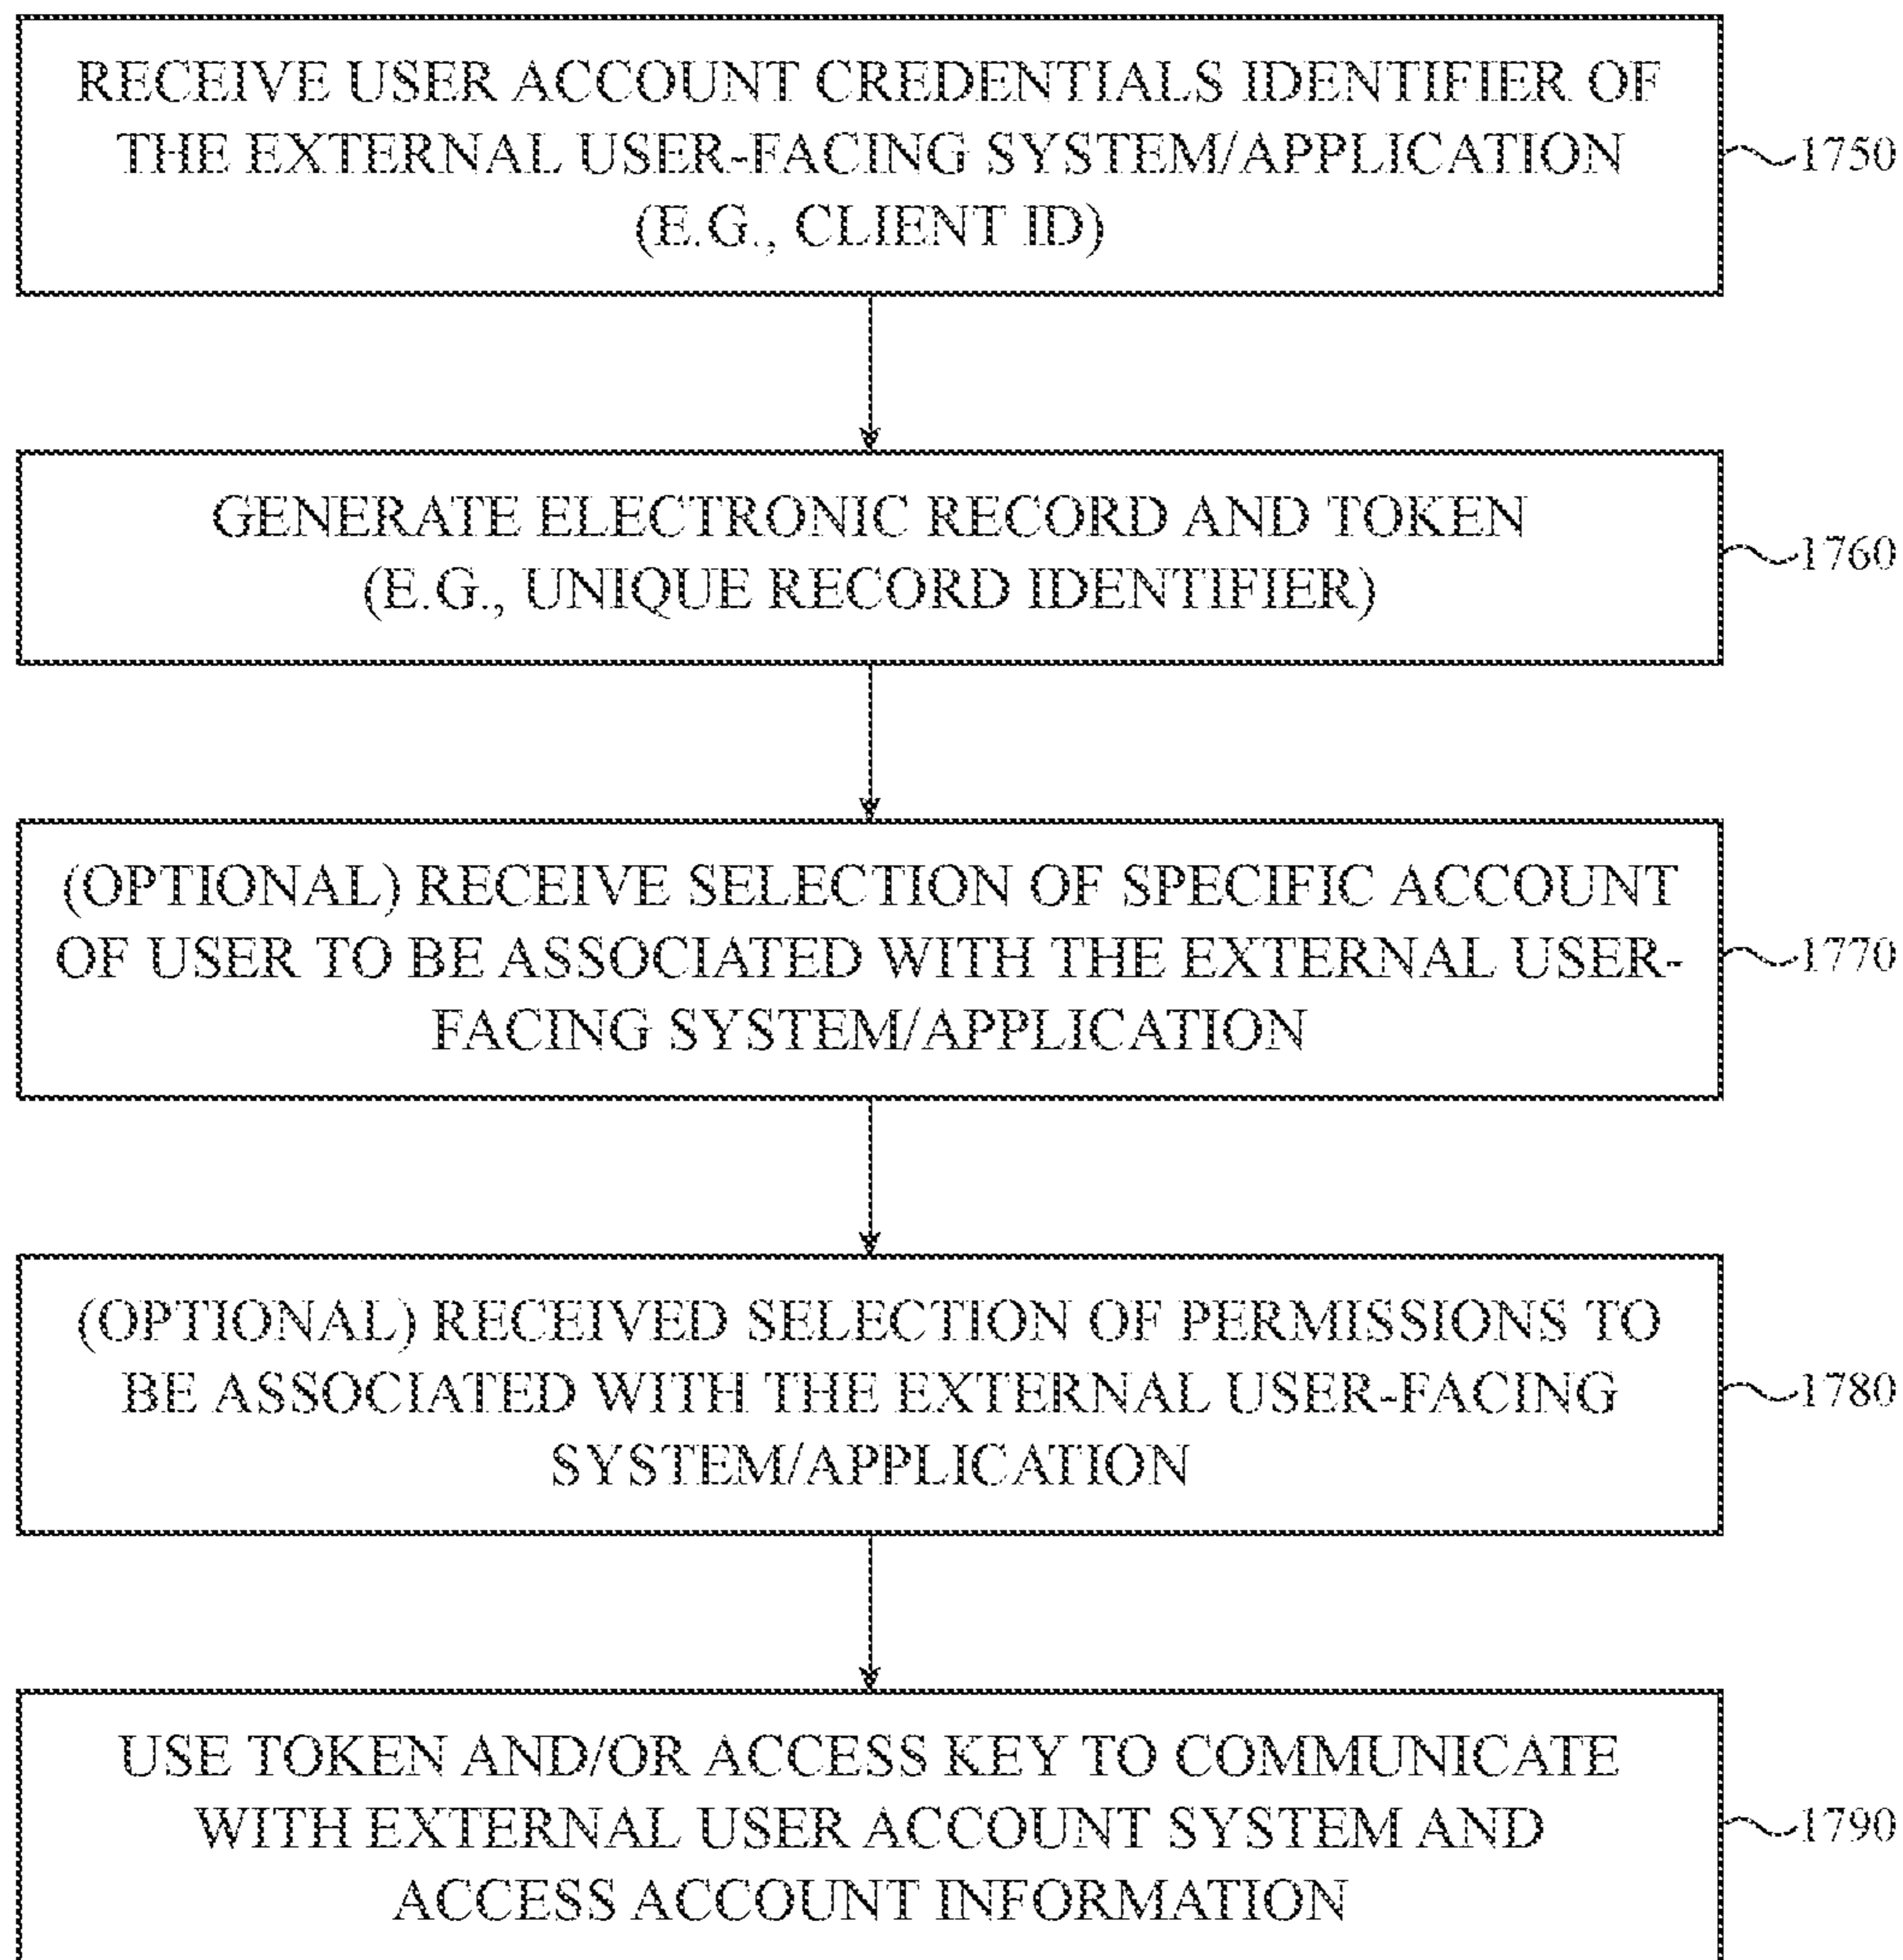 RECEIVE USER ACCOUNT CREDENTIALS IDENTIFIER OF
THE EXTERNAL USER-FACING SYSTEM/APPLICATION
(E.G., CLIENT ID)
1750
GENERATE ELECTRONIC RECORD AND TOKEN
(E.G., UNIQUE RECORD IDENTIFIER)
1760
(OPTIONAL) RECEIVE SELECTION OF SPECIFIC ACCOUNT
OF USER TO BE ASSOCIATED WITH THE EXTERNAL USER-
FACING SYSTEM/APPLICATION
1770
(OPTIONAL) RECEIVED SELECTION OF PERMISSIONS TO
BE ASSOCIATED WITH THE EXTERNAL USER-FACING
SYSTEM/APPLICATION
1780
USE TOKEN AND/OR ACCESS KEY TO COMMUNICATE
WITH EXTERNAL USER ACCOUNT SYSTEM AND
ACCESS ACCOUNT INFORMATION
1790